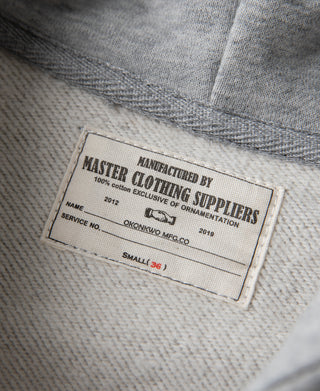 MANUFACTURED BY
MASTER CLOTHING SUPPLIERS
100% cotton EXCLUSIVE OF ORNAMENTATION
NAME 2012 2019
SERVICE NO.
OKONKWO MFG.CO
SMALL( 36 )